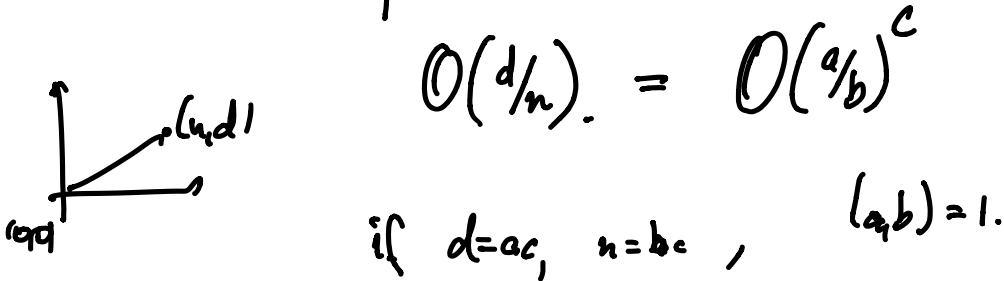 O(d/n). = O(a/b)^c
(n,d)
(0,0)
if d=ac, n=bc, (a,b)=1.